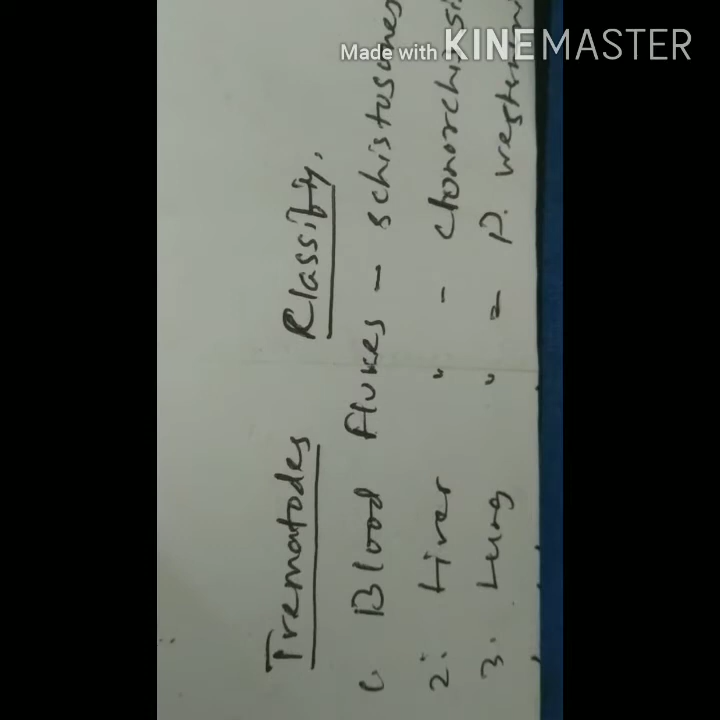 Made with KINEMASTER
Trematodes Classify,
1. Blood flukes - schistosomes
2. Liver " - clonorchis
3. Lung " = P. western